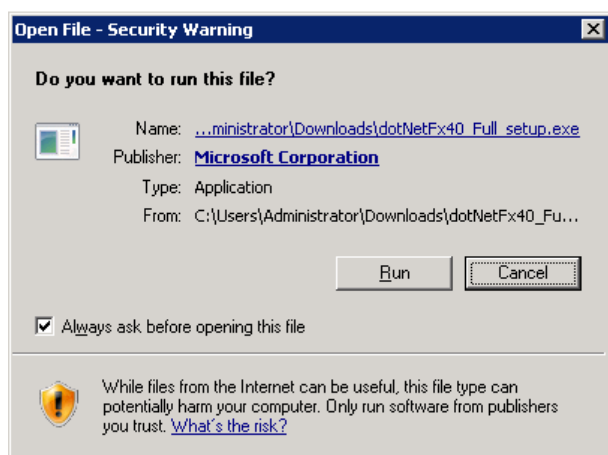 Open File - Security Warning
Do you want to run this file?
Name: ...ministrator\Downloads\dotNetFx40_Full_setup.exe
Publisher: Microsoft Corporation
Type: Application
From: C:\Users\Administrator\Downloads\dotNetFx40_Fu...
Run Cancel
Always ask before opening this file
While files from the Internet can be useful, this file type can
potentially harm your computer. Only run software from publishers
you trust. What's the risk?